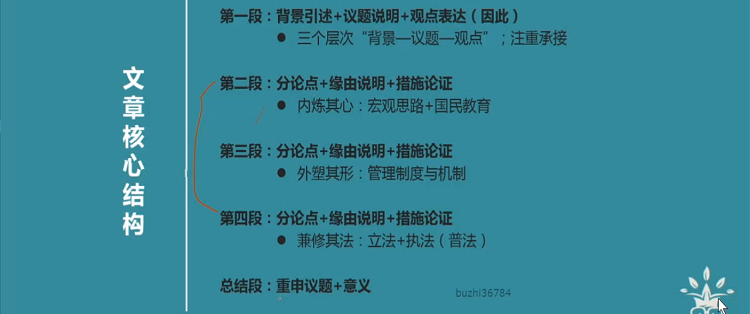 文章核心结构
第一段：背景引述+议题说明+观点表达（因此）
● 三个层次“背景—议题—观点”；注重承接
第二段：分论点+缘由说明+措施论证
● 内炼其心：宏观思路+国民教育
第三段：分论点+缘由说明+措施论证
● 外塑其形：管理制度与机制
第四段：分论点+缘由说明+措施论证
● 兼修其法：立法+执法（普法）
总结段：重申议题+意义
buzhi36784